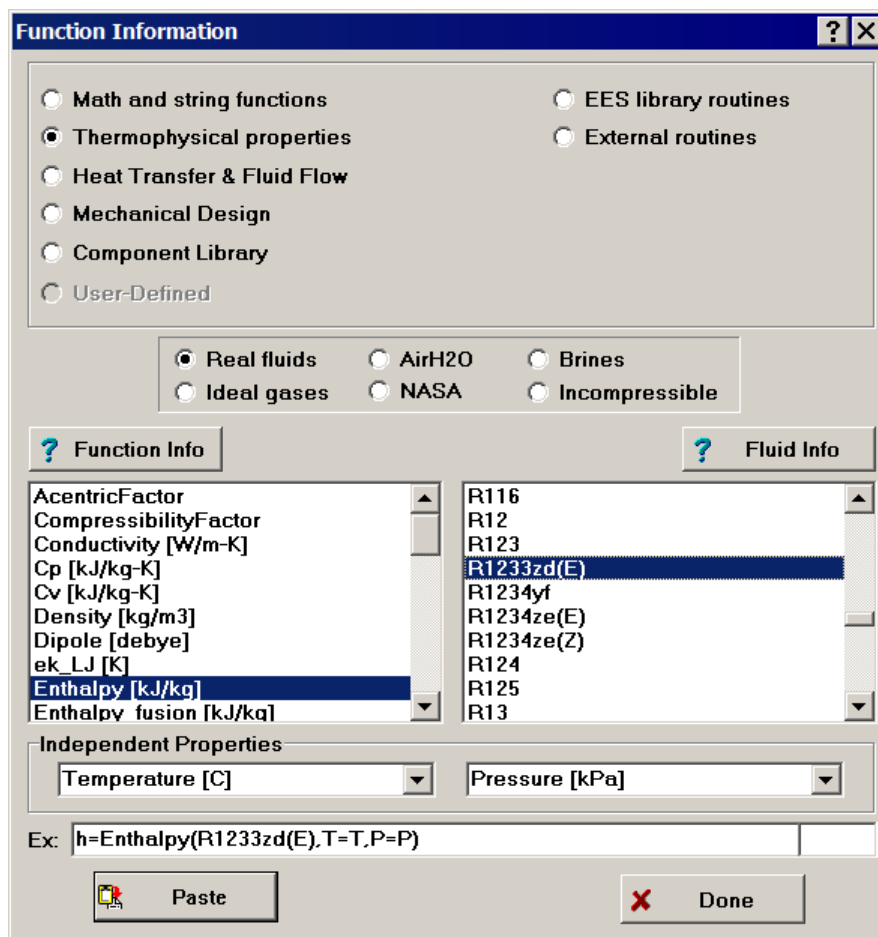 Function Information
Math and string functions
EES library routines
Thermophysical properties
External routines
Heat Transfer & Fluid Flow
Mechanical Design
Component Library
User-Defined
Real fluids
AirH2O
Brines
Ideal gases
NASA
Incompressible
? Function Info
? Fluid Info
AcentricFactor
CompressibilityFactor
Conductivity [W/m-K]
Cp [kJ/kg-K]
Cv [kJ/kg-K]
Density [kg/m3]
Dipole [debye]
ek_LJ [K]
Enthalpy [kJ/kg]
Enthalpy_fusion [kJ/kg]
R116
R12
R123
R1233zd(E)
R1234yf
R1234ze(E)
R1234ze(Z)
R124
R125
R13
Independent Properties
Temperature [C]
Pressure [kPa]
Ex: h=Enthalpy(R1233zd(E),T=T,P=P)
Paste
Done